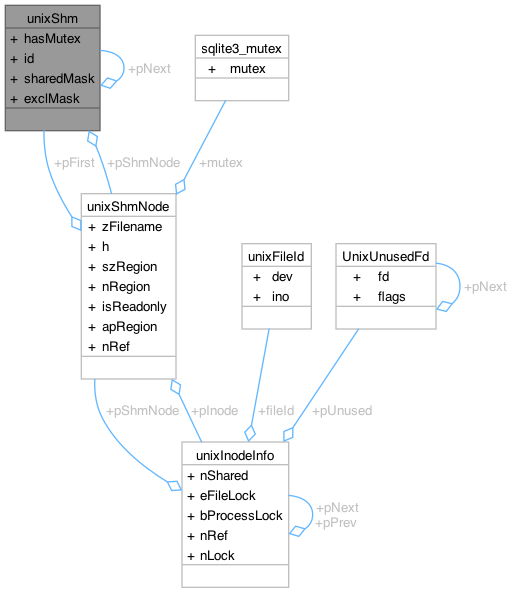 unixShm
+ hasMutex
+ id
+ sharedMask
+ exclMask
+pNext
sqlite3_mutex
+ mutex
+pFirst
+pShmNode
+mutex
unixShmNode
+ zFilename
+ h
+ szRegion
+ nRegion
+ isReadonly
+ apRegion
+ nRef
unixFileId
+ dev
+ ino
UnixUnusedFd
+ fd
+ flags
+pNext
+pShmNode
+pInode
+fileId
+pUnused
unixInodeInfo
+ nShared
+ eFileLock
+ bProcessLock
+ nRef
+ nLock
+pNext
+pPrev